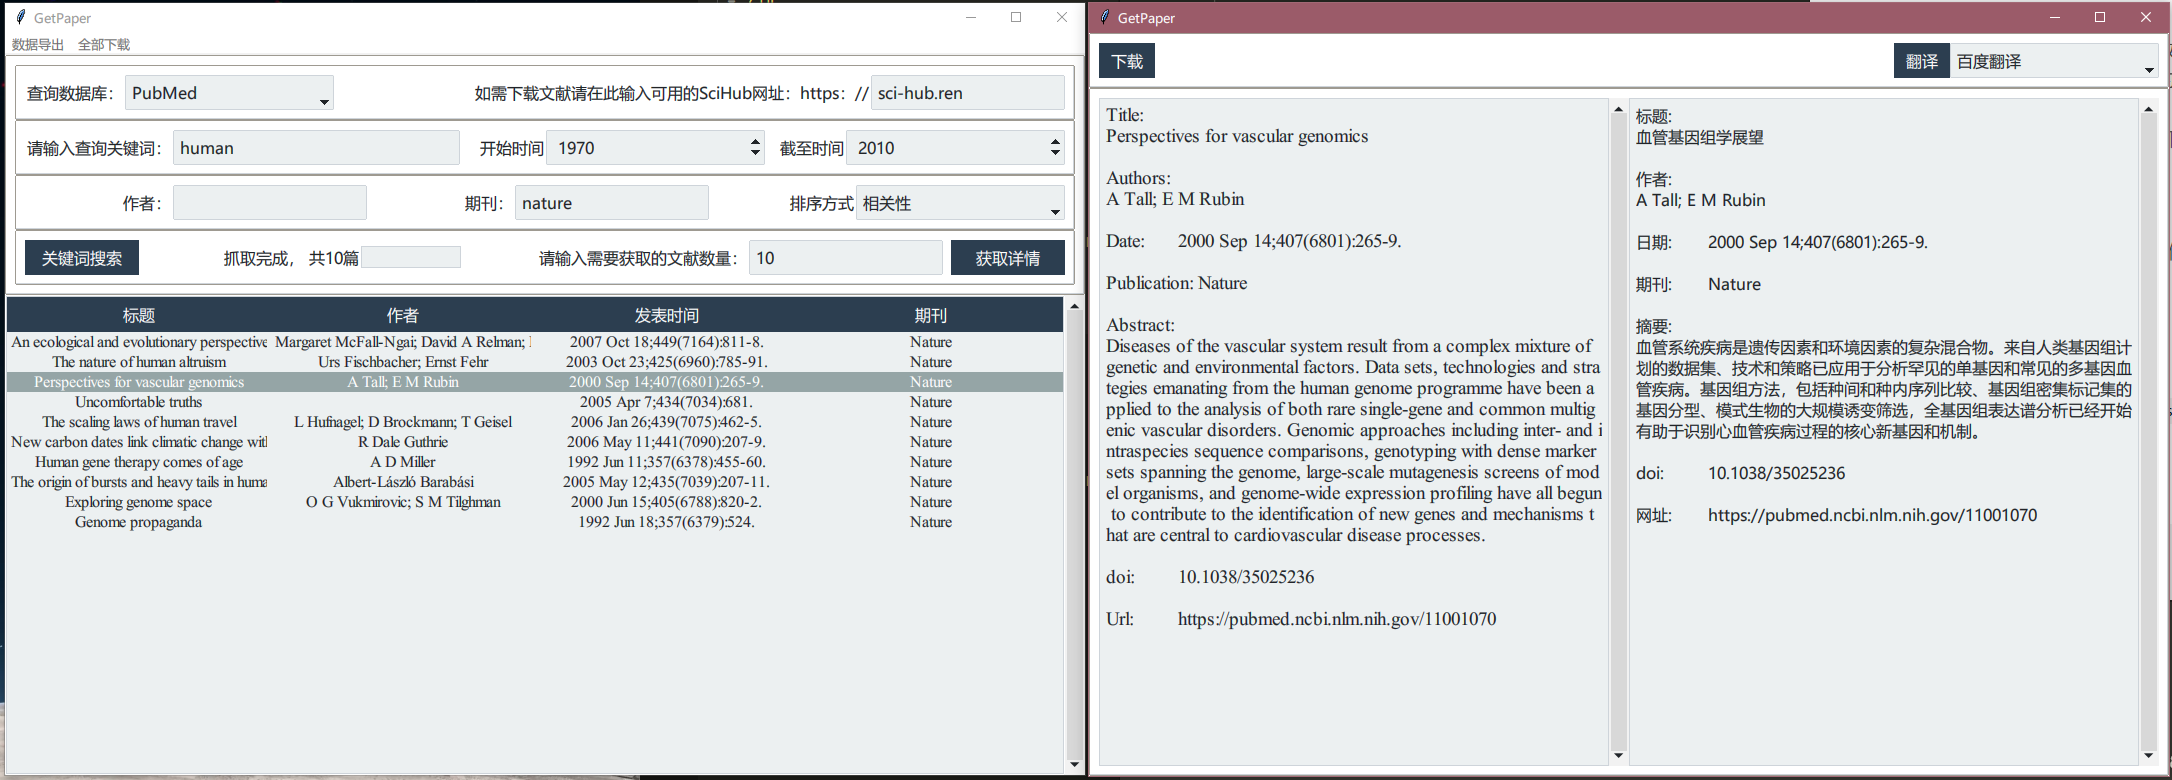 GetPaper
数据导出 全部下载
查询数据库： PubMed 如需下载文献请在此输入可用的SciHub网址：https：// sci-hub.ren
请输入查询关键词： human 开始时间 1970 截至时间 2010
作者： 期刊： nature 排序方式 相关性
关键词搜索 抓取完成， 共10篇 请输入需要获取的文献数量： 10 获取详情
标题 作者 发表时间 期刊
An ecological and evolutionary perspective Margaret McFall-Ngai; David A Relman; 2007 Oct 18;449(7164):811-8. Nature
The nature of human altruism Urs Fischbacher; Ernst Fehr 2003 Oct 23;425(6960):785-91. Nature
Perspectives for vascular genomics A Tall; E M Rubin 2000 Sep 14;407(6801):265-9. Nature
Uncomfortable truths 2005 Apr 7;434(7034):681. Nature
The scaling laws of human travel L Hufnagel; D Brockmann; T Geisel 2006 Jan 26;439(7075):462-5. Nature
New carbon dates link climatic change wit R Dale Guthrie 2006 May 11;441(7090):207-9. Nature
Human gene therapy comes of age A D Miller 1992 Jun 11;357(6378):455-60. Nature
The origin of bursts and heavy tails in huma Albert-László Barabási 2005 May 12;435(7039):207-11. Nature
Exploring genome space O G Vukmirovic; S M Tilghman 2000 Jun 15;405(6788):820-2. Nature
Genome propaganda 1992 Jun 18;357(6379):524. Nature
GetPaper
下载 翻译 百度翻译
Title:
Perspectives for vascular genomics
Authors:
A Tall; E M Rubin
Date: 2000 Sep 14;407(6801):265-9.
Publication: Nature
Abstract:
Diseases of the vascular system result from a complex mixture of
genetic and environmental factors. Data sets, technologies and stra
tegies emanating from the human genome programme have been a
pplied to the analysis of both rare single-gene and common multig
enic vascular disorders. Genomic approaches including inter- and i
ntraspecies sequence comparisons, genotyping with dense marker
sets spanning the genome, large-scale mutagenesis screens of mod
el organisms, and genome-wide expression profiling have all begun
to contribute to the identification of new genes and mechanisms t
hat are central to cardiovascular disease processes.
doi: 10.1038/35025236
Url: https://pubmed.ncbi.nlm.nih.gov/11001070
标题:
血管基因组学展望
作者:
A Tall; E M Rubin
日期: 2000 Sep 14;407(6801):265-9.
期刊: Nature
摘要:
血管系统疾病是遗传因素和环境因素的复杂混合物。来自人类基因组计
划的数据集、技术和策略已应用于分析罕见的单基因和常见的多基因血
管疾病。基因组方法，包括种间和种内序列比较、基因组密集标记集的
基因分型、模式生物的大规模诱变筛选，全基因组表达谱分析已经开始
有助于识别心血管疾病过程的核心新基因和机制。
doi: 10.1038/35025236
网址: https://pubmed.ncbi.nlm.nih.gov/11001070